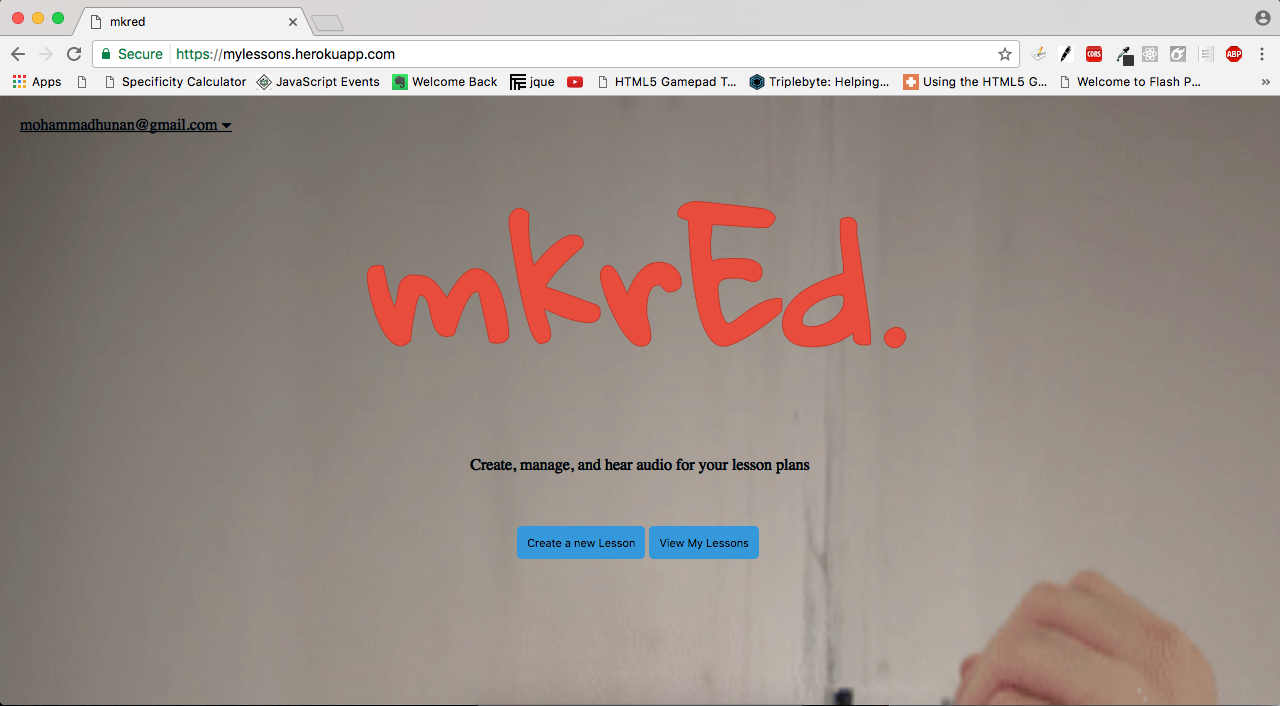 mkred
Secure https://mylessons.herokuapp.com
CORS ABP
Apps Specificity Calculator JavaScript Events Welcome Back jque HTML5 Gamepad T... Triplebyte: Helping... Using the HTML5 G... Welcome to Flash P... »
mohammadhunan@gmail.com
mkrEd.
Create, manage, and hear audio for your lesson plans
Create a new Lesson View My Lessons